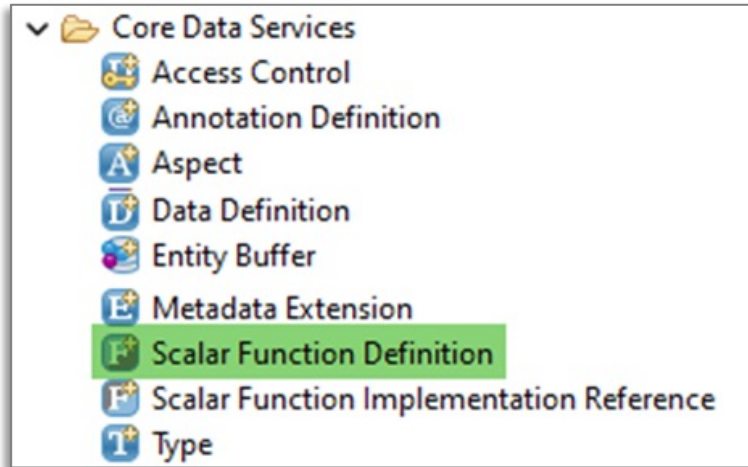 Core Data Services
Access Control
Annotation Definition
Aspect
Data Definition
Entity Buffer
Metadata Extension
Scalar Function Definition
Scalar Function Implementation Reference
Type